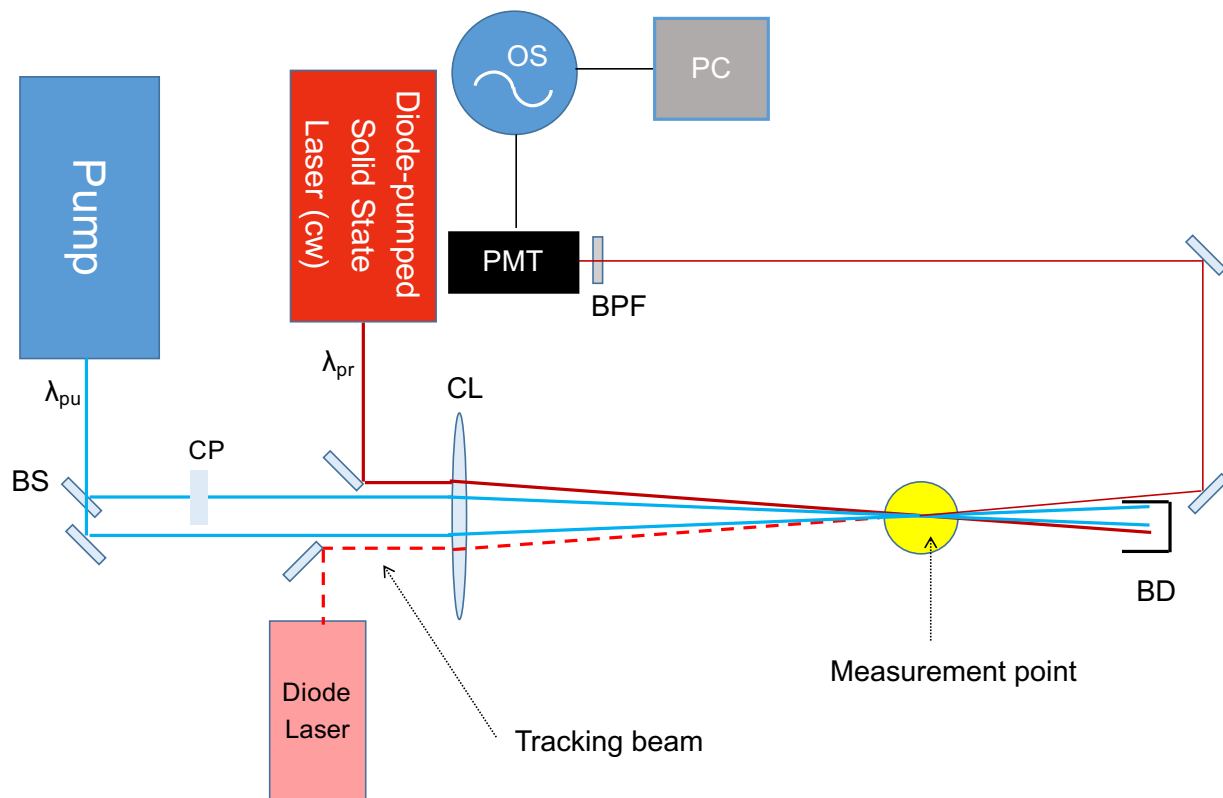 OS
PC
Pump
Diode-pumped
Solid State
Laser (cw)
PMT
BPF
λpr
λpu
CL
CP
BS
BD
Measurement point
Diode
Laser
Tracking beam